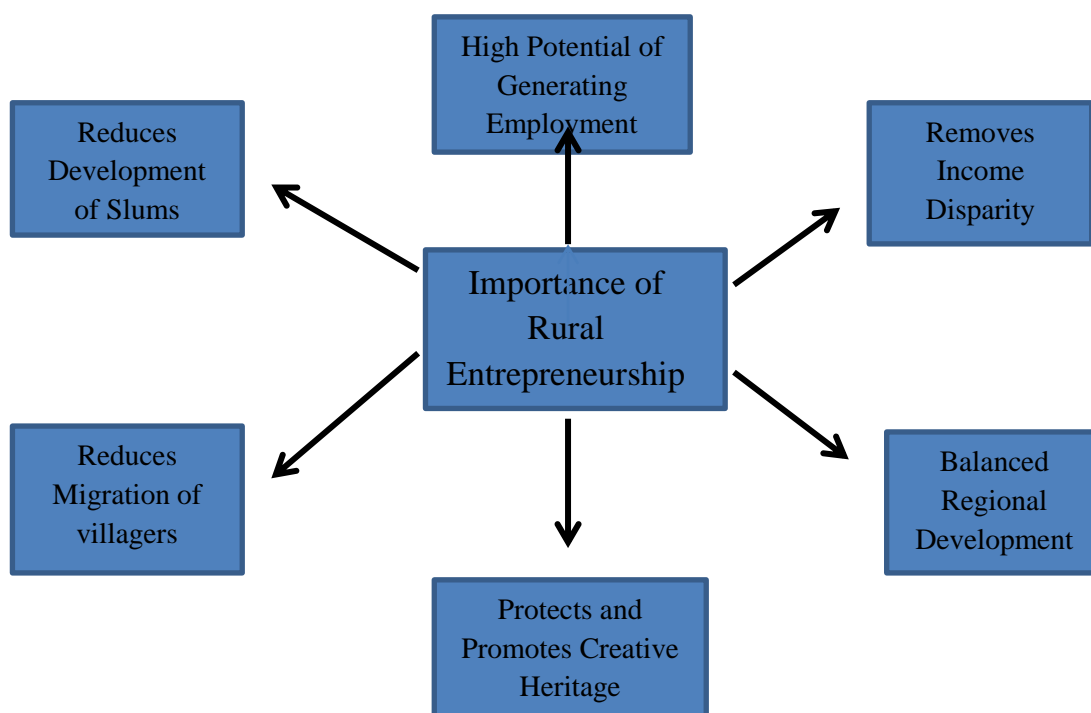 High Potential of
Generating
Employment
Reduces
Development
of Slums
Removes
Income
Disparity
Importance of
Rural
Entrepreneurship
Reduces
Migration of
villagers
Balanced
Regional
Development
Protects and
Promotes Creative
Heritage